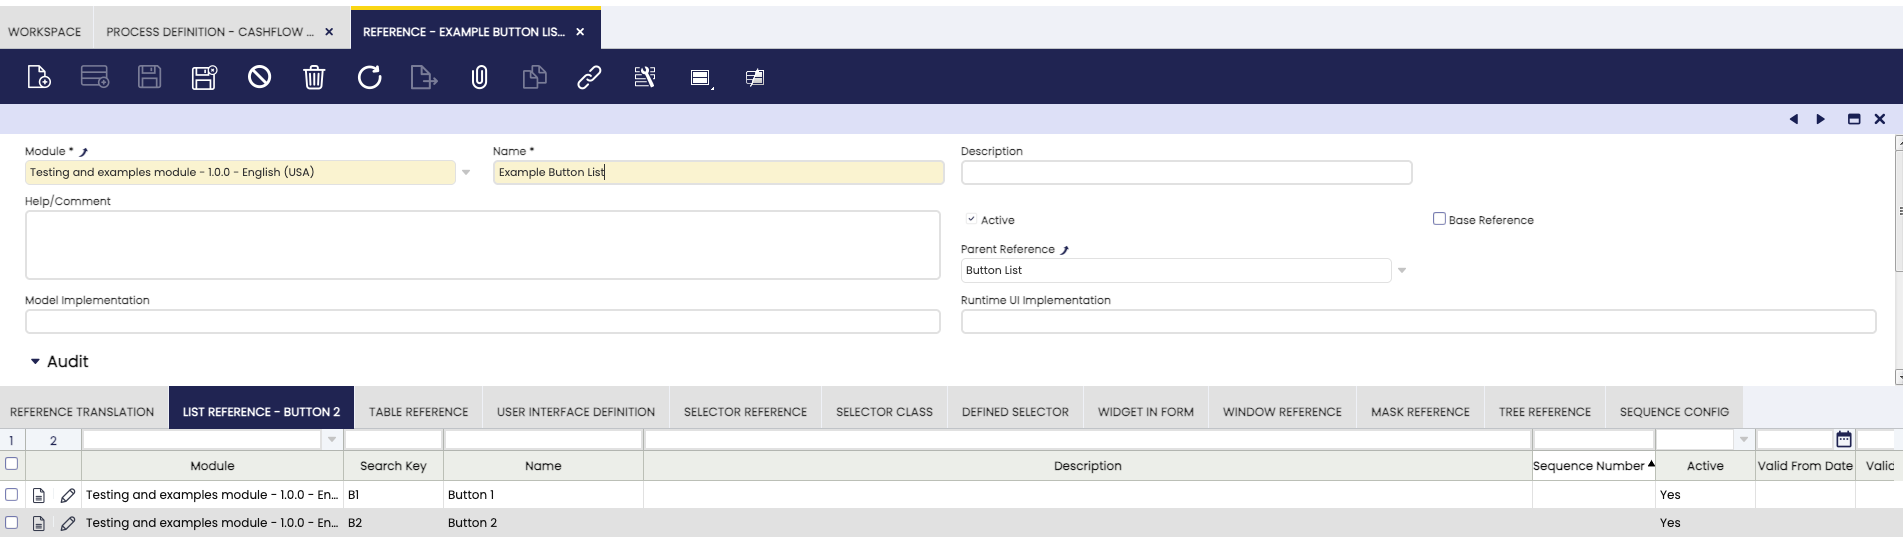 WORKSPACE PROCESS DEFINITION - CASHFLOW ... REFERENCE - EXAMPLE BUTTON LIS...
Module * Name * Description
Testing and examples module - 1.0.0 - English (USA) Example Button List
Help/Comment
Active Base Reference
Parent Reference
Button List
Model Implementation Runtime UI Implementation
Audit
REFERENCE TRANSLATION LIST REFERENCE - BUTTON 2 TABLE REFERENCE USER INTERFACE DEFINITION SELECTOR REFERENCE SELECTOR CLASS DEFINED SELECTOR WIDGET IN FORM WINDOW REFERENCE MASK REFERENCE TREE REFERENCE SEQUENCE CONFIG
1 2
Module Search Key Name Description Sequence Number Active Valid From Date Valid
Testing and examples module - 1.0.0 - En... B1 Button 1 Yes
Testing and examples module - 1.0.0 - En... B2 Button 2 Yes